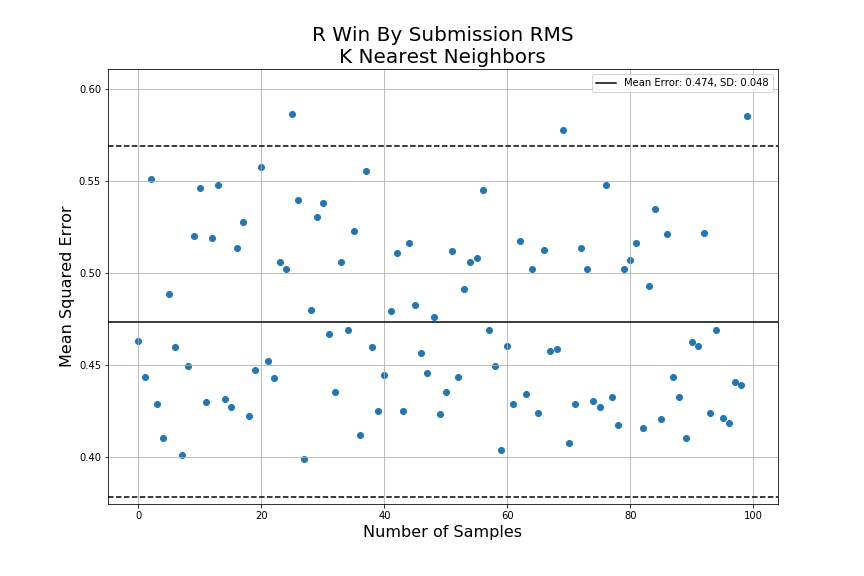 R Win By Submission RMS
K Nearest Neighbors
Mean Error: 0.474, SD: 0.048
Mean Squared Error
0.60
0.55
0.50
0.45
0.40
0
20
40
60
80
100
Number of Samples